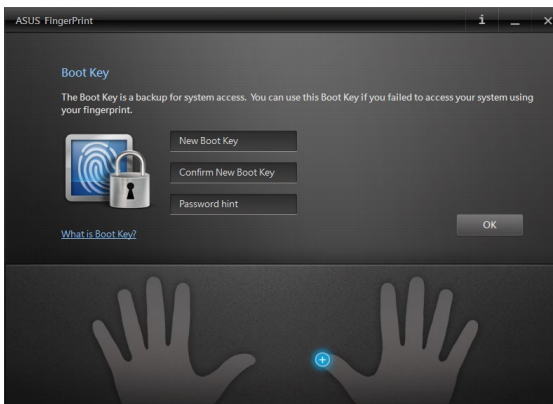 ASUS FingerPrint
Boot Key
The Boot Key is a backup for system access. You can use this Boot Key if you failed to access your system using
your fingerprint.
New Boot Key
Confirm New Boot Key
Password hint
OK
What is Boot Key?